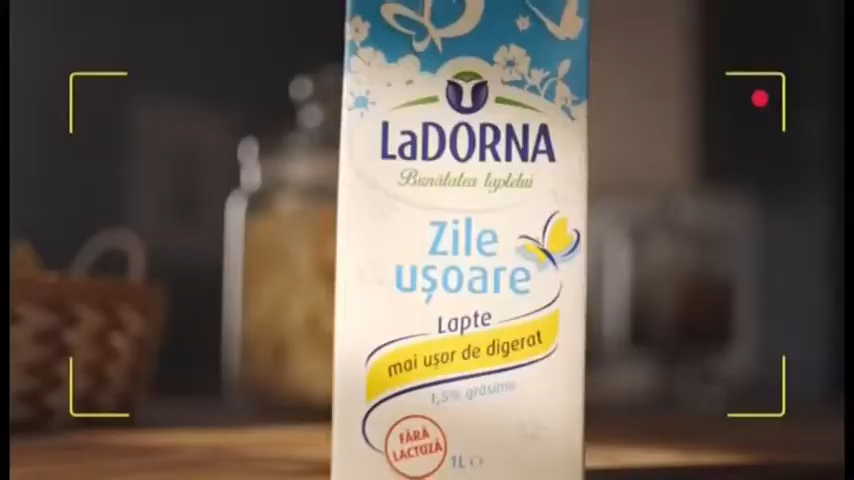 LaDORNA
Bunătatea laptelui
Zile
ușoare
Lapte
mai ușor de digerat
1,5% grăsime
FĂRĂ
LACTOZĂ
1L ℮